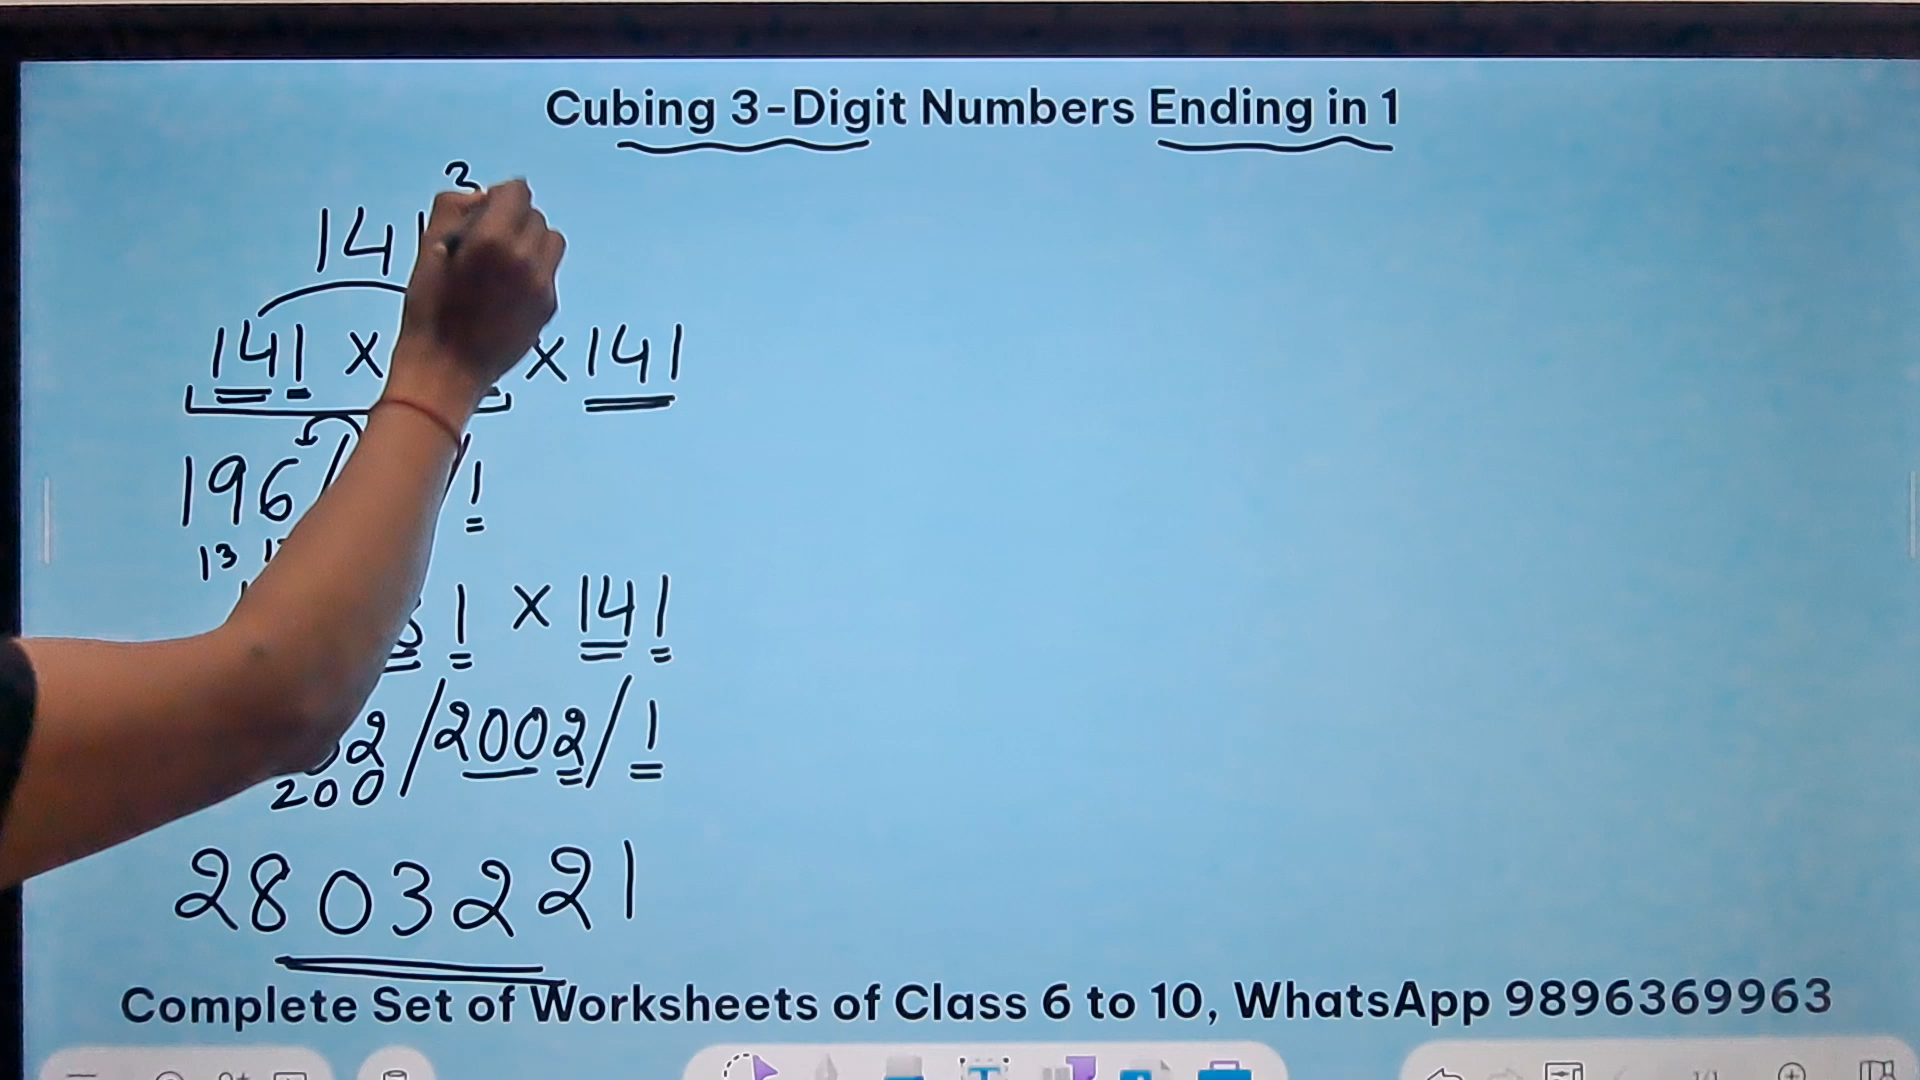 Cubing 3-Digit Numbers Ending in 1
3
141
141 × × 141
196 / / 1
13
1 × 141
2 / 2002 / 1
200
2803221
Complete Set of Worksheets of Class 6 to 10, WhatsApp 9896369963